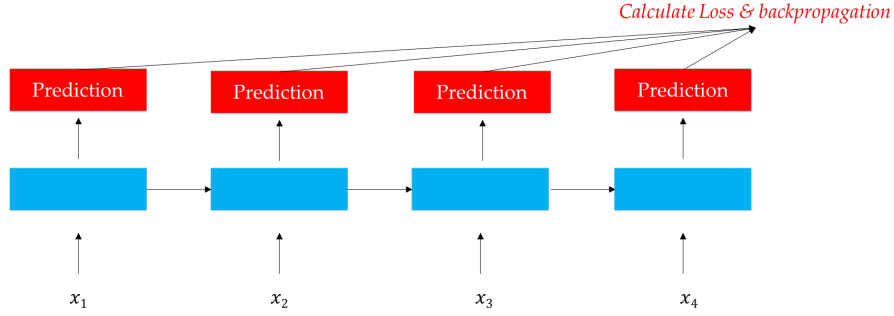 Calculate Loss & backpropagation
Prediction Prediction Prediction Prediction
x₁ x₂ x₃ x₄